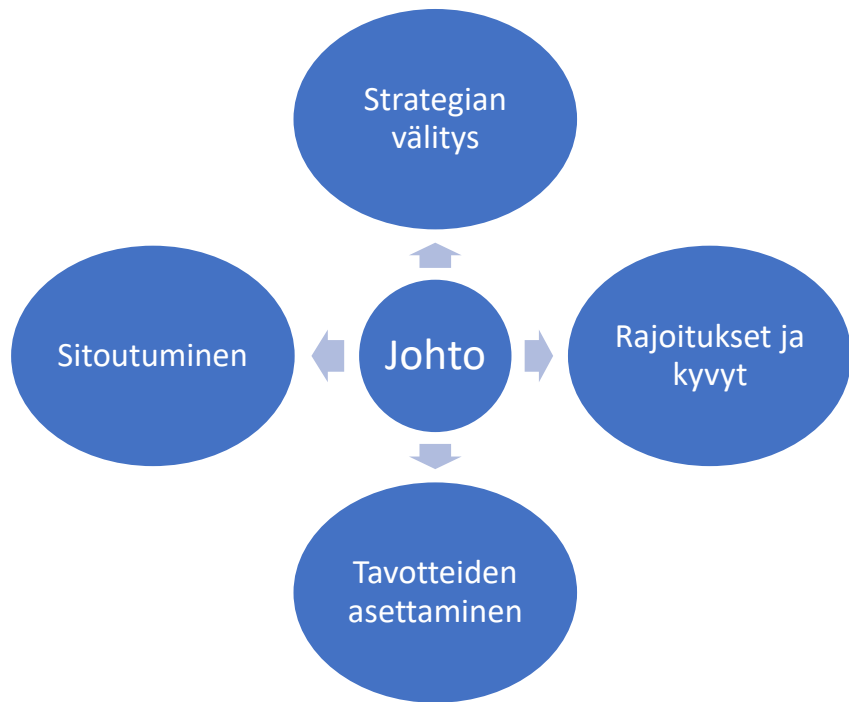 Strategian
välitys
Sitoutuminen
Johto
Rajoitukset ja
kyvyt
Tavotteiden
asettaminen